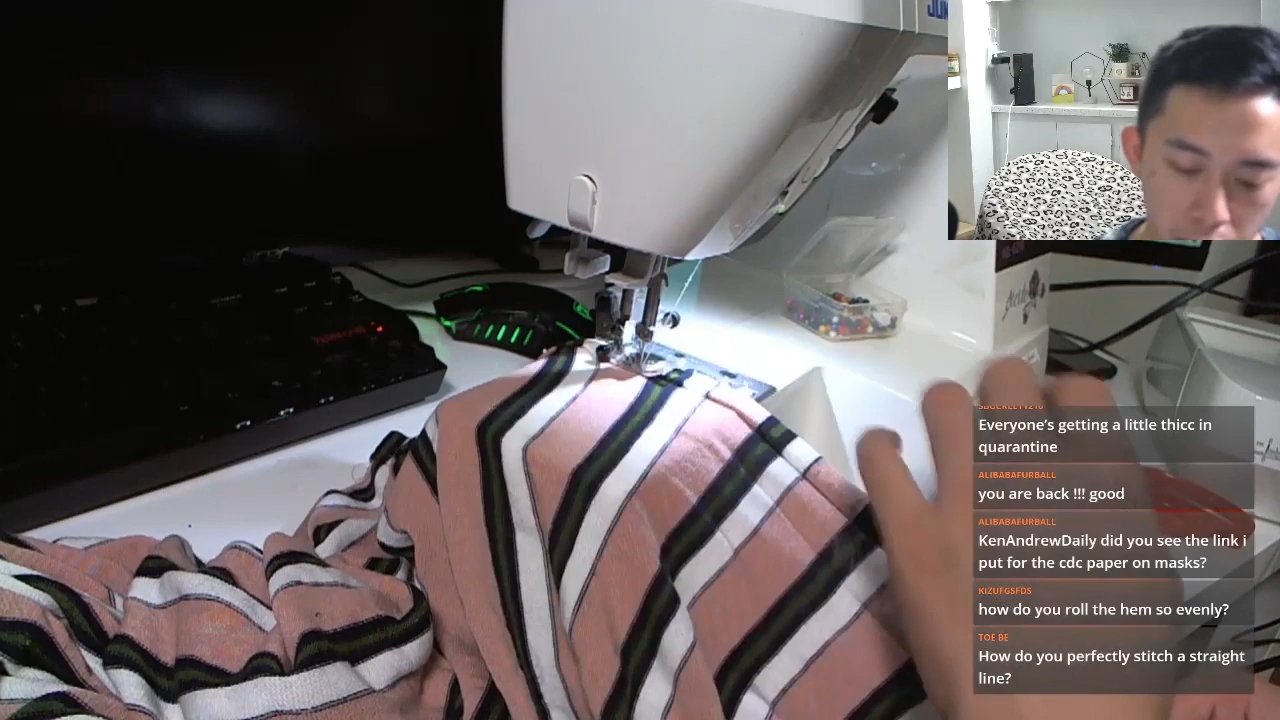 Everyone's getting a little thicc in
quarantine
ALIBABAFURBALL
you are back !!! good
ALIBABAFURBALL
KenAndrewDaily did you see the link i
put for the cdc paper on masks?
KIZUFGSFDS
how do you roll the hem so evenly?
TOE BE
How do you perfectly stitch a straight
line?